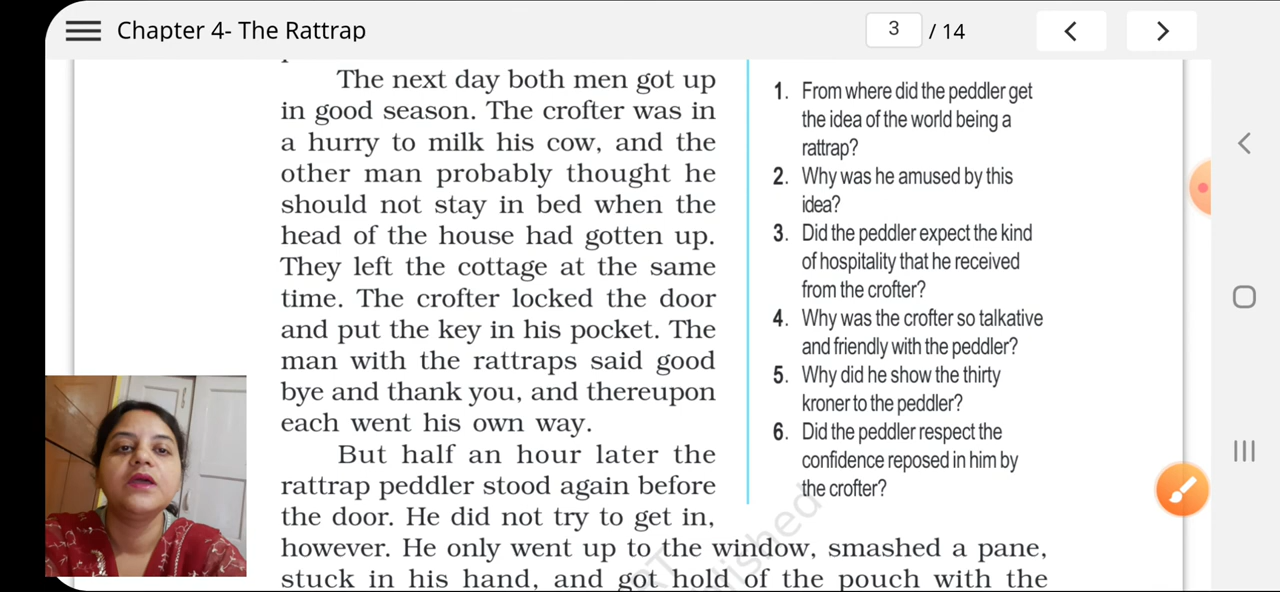 Chapter 4- The Rattrap
3 / 14
The next day both men got up
in good season. The crofter was in
a hurry to milk his cow, and the
other man probably thought he
should not stay in bed when the
head of the house had gotten up.
They left the cottage at the same
time. The crofter locked the door
and put the key in his pocket. The
man with the rattraps said good
bye and thank you, and thereupon
each went his own way.
But half an hour later the
rattrap peddler stood again before
the door. He did not try to get in,
however. He only went up to the window, smashed a pane,
stuck in his hand, and got hold of the pouch with the
1. From where did the peddler get
the idea of the world being a
rattrap?
2. Why was he amused by this
idea?
3. Did the peddler expect the kind
of hospitality that he received
from the crofter?
4. Why was the crofter so talkative
and friendly with the peddler?
5. Why did he show the thirty
kroner to the peddler?
6. Did the peddler respect the
confidence reposed in him by
the crofter?